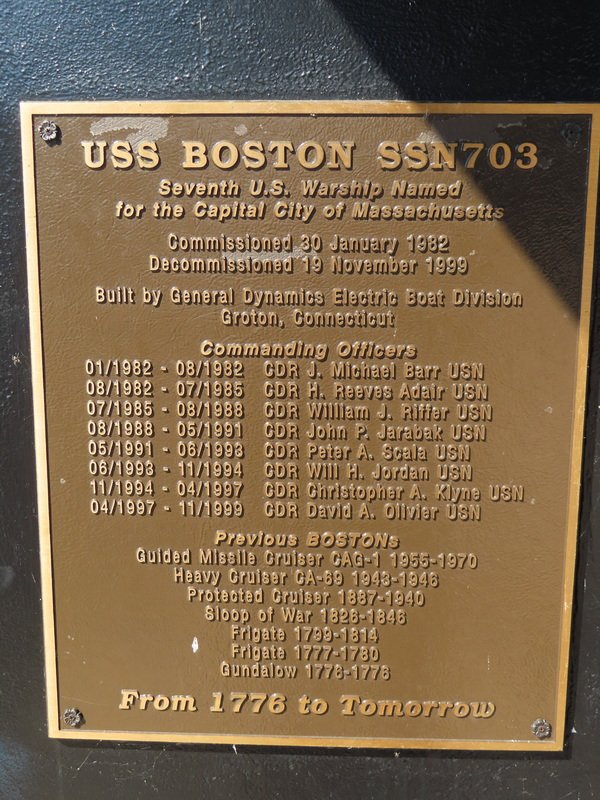 USS BOSTON SSN703
Seventh U.S. Warship Named
for the Capital City of Massachusetts
Commissioned 30 January 1982
Decommissioned 19 November 1999
Built by General Dynamics Electric Boat Division
Groton, Connecticut
Commanding Officers
01/1982 - 08/1982 CDR J. Michael Barr USN
08/1982 - 07/1985 CDR H. Reeves Adair USN
07/1985 - 08/1988 CDR William J. Riffer USN
08/1988 - 05/1991 CDR John P. Jarabak USN
05/1991 - 06/1993 CDR Peter A. Scala USN
06/1993 - 11/1994 CDR Will H. Jordan USN
11/1994 - 04/1997 CDR Christopher A. Klyne USN
04/1997 - 11/1999 CDR David A. Olivier USN
Previous BOSTONs
Guided Missile Cruiser CAG-1 1955-1970
Heavy Cruiser CA-69 1943-1946
Protected Cruiser 1887-1940
Sloop of War 1826-1846
Frigate 1799-1814
Frigate 1777-1780
Gundalow 1776-1776
From 1776 to Tomorrow